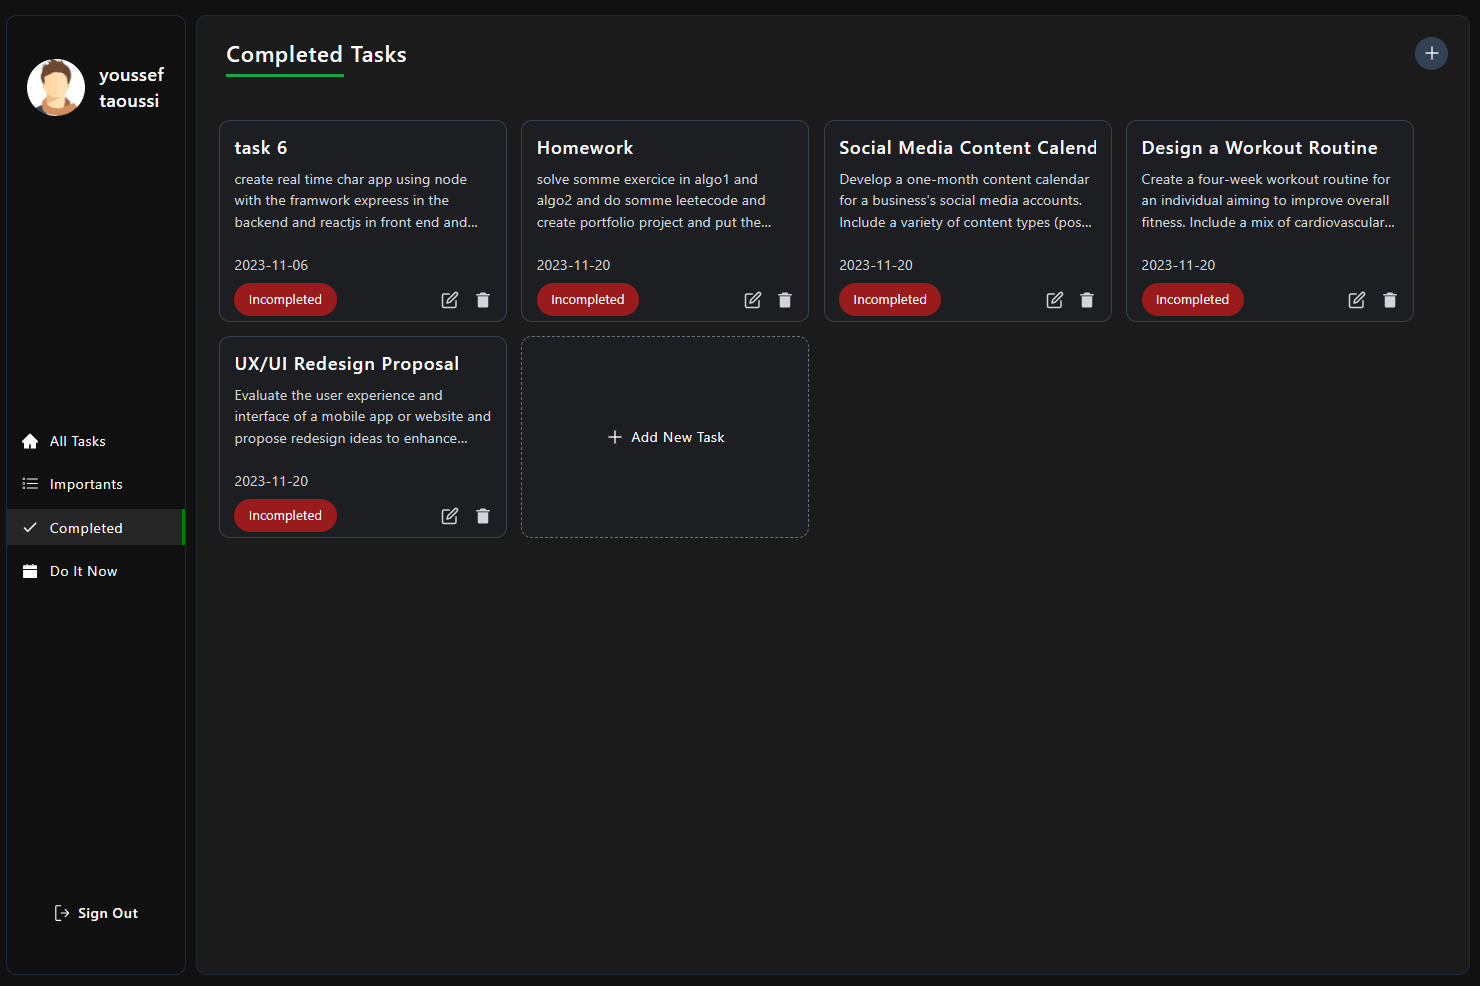 youssef
taoussi
All Tasks
Importants
Completed
Do It Now
Sign Out
Completed Tasks
task 6
create real time char app using node
with the framwork expreess in the
backend and reactjs in front end and...
2023-11-06
Incompleted
Homework
solve somme exercice in algo1 and
algo2 and do somme leetecode and
create portfolio project and put the...
2023-11-20
Incompleted
Social Media Content Calend
Develop a one-month content calendar
for a business's social media accounts.
Include a variety of content types (pos...
2023-11-20
Incompleted
Design a Workout Routine
Create a four-week workout routine for
an individual aiming to improve overall
fitness. Include a mix of cardiovascular...
2023-11-20
Incompleted
UX/UI Redesign Proposal
Evaluate the user experience and
interface of a mobile app or website and
propose redesign ideas to enhance...
2023-11-20
Incompleted
Add New Task